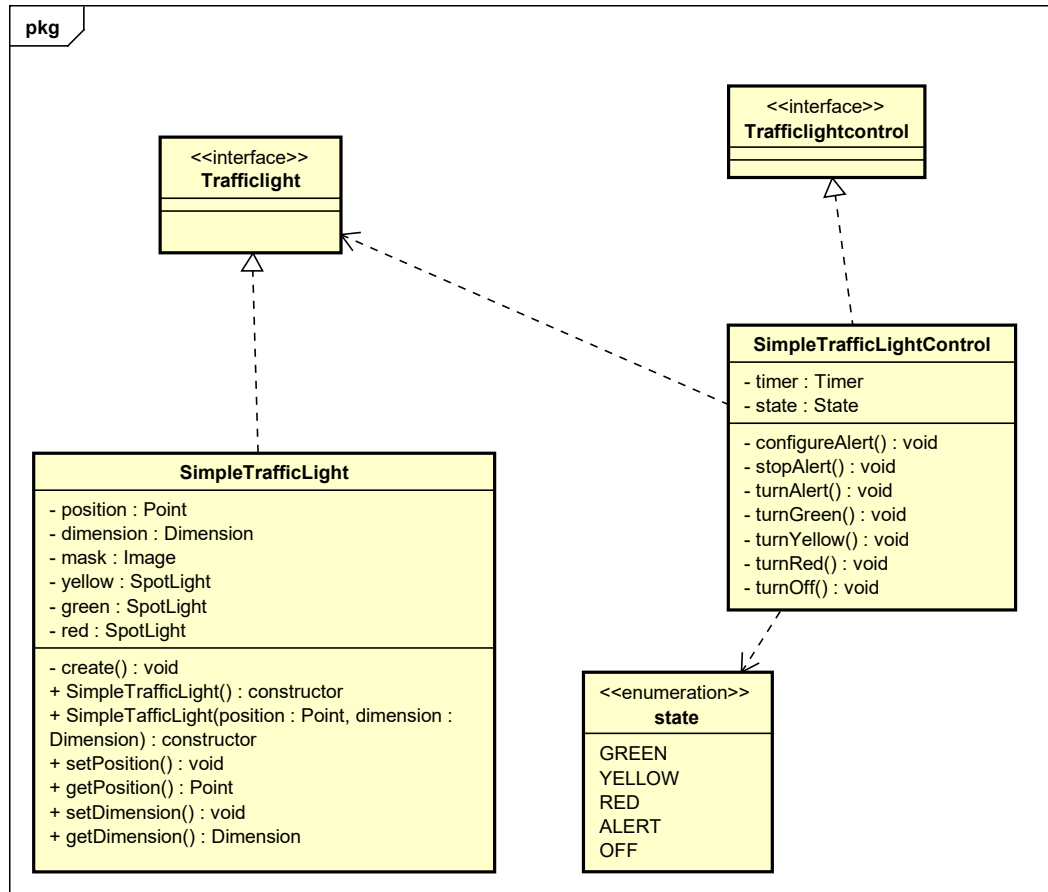 pkg
<<interface>>
Trafficlightcontrol
<<interface>>
Trafficlight
SimpleTrafficLightControl
- timer : Timer
- state : State
- configureAlert() : void
- stopAlert() : void
- turnAlert() : void
- turnGreen() : void
- turnYellow() : void
- turnRed() : void
- turnOff() : void
SimpleTrafficLight
- position : Point
- dimension : Dimension
- mask : Image
- yellow : SpotLight
- green : SpotLight
- red : SpotLight
- create() : void
+ SimpleTrafficLight() : constructor
+ SimpleTafficLight(position : Point, dimension :
Dimension) : constructor
+ setPosition() : void
+ getPosition() : Point
+ setDimension() : void
+ getDimension() : Dimension
<<enumeration>>
state
GREEN
YELLOW
RED
ALERT
OFF